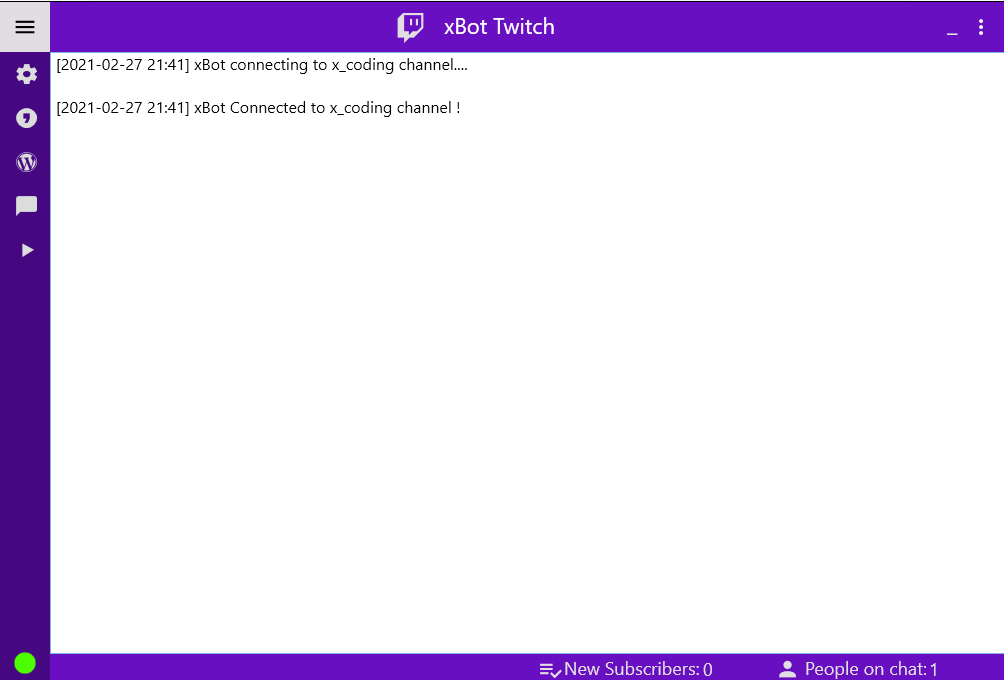 xBot Twitch
[2021-02-27 21:41] xBot connecting to x_coding channel....
[2021-02-27 21:41] xBot Connected to x_coding channel !
New Subscribers: 0
People on chat: 1